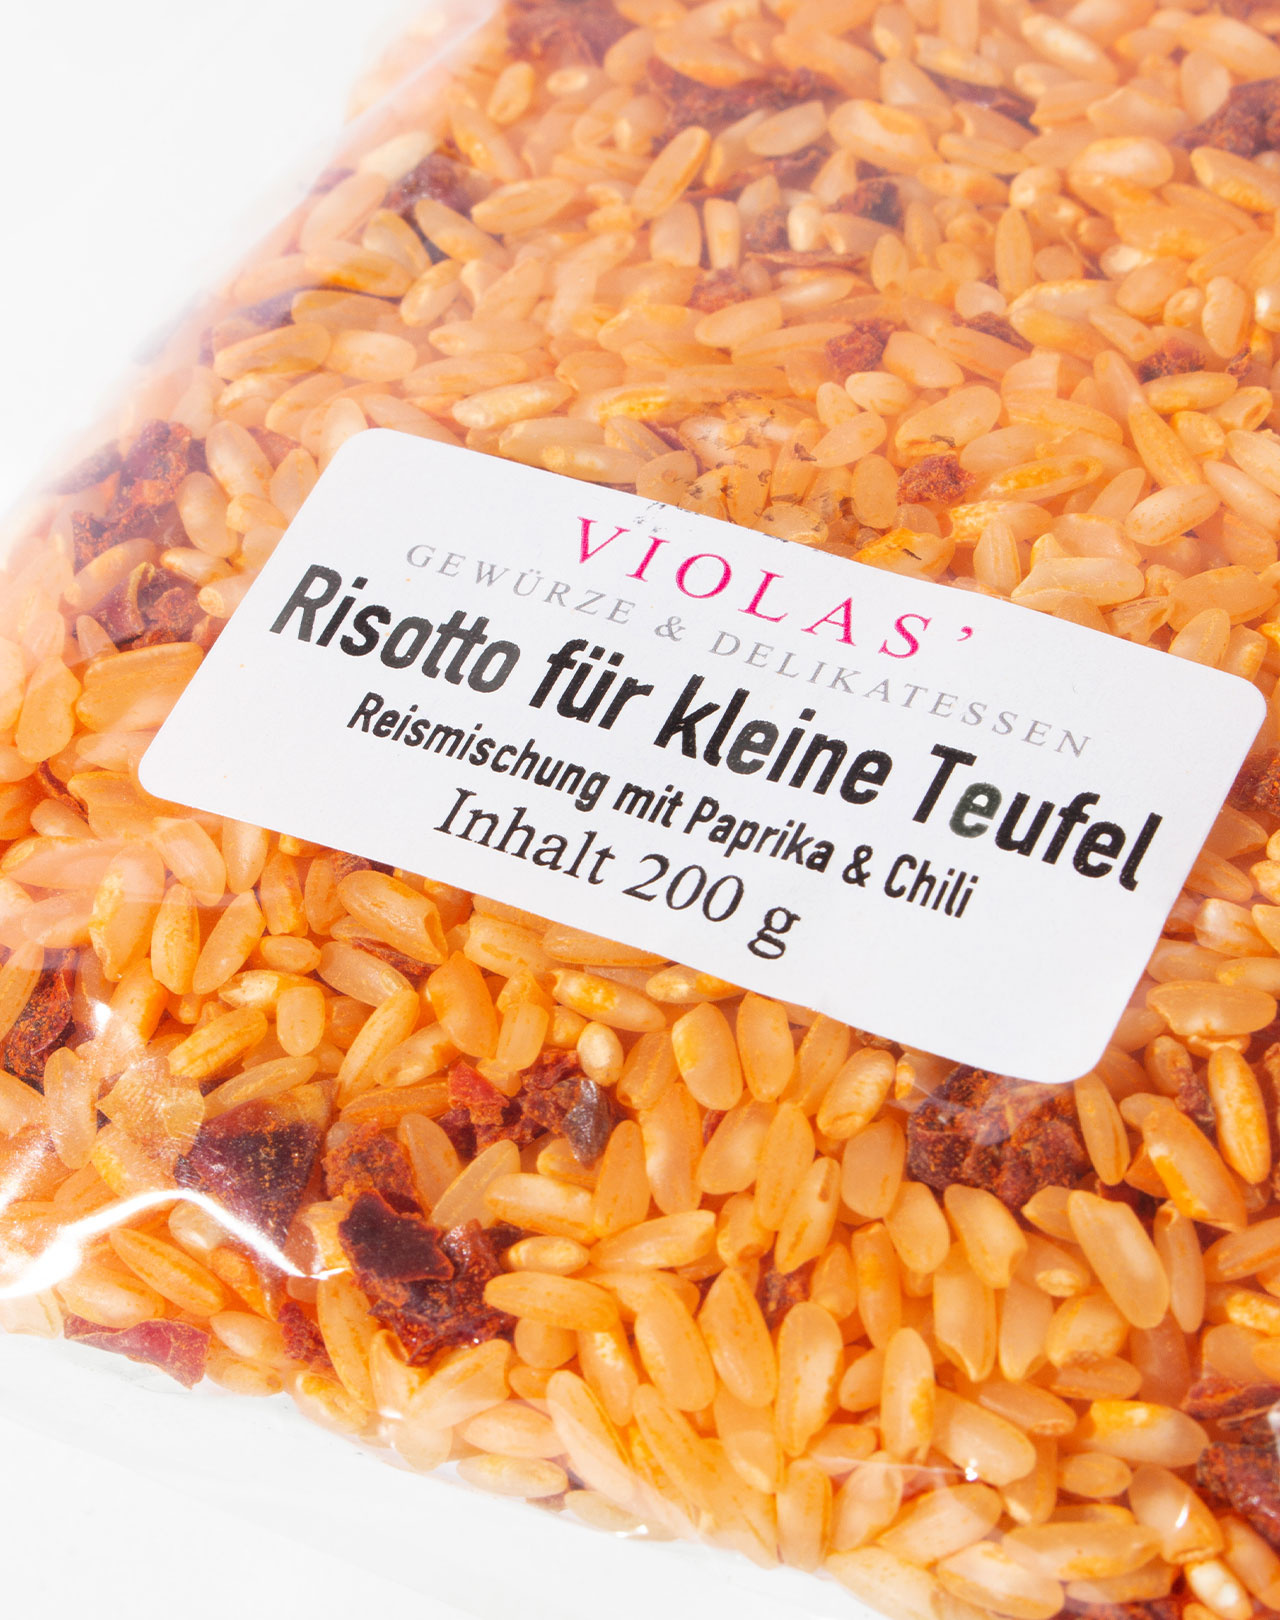 VIOLAS’
GEWÜRZE & DELIKATESSEN
Risotto für kleine Teufel
Reismischung mit Paprika & Chili
Inhalt 200 g